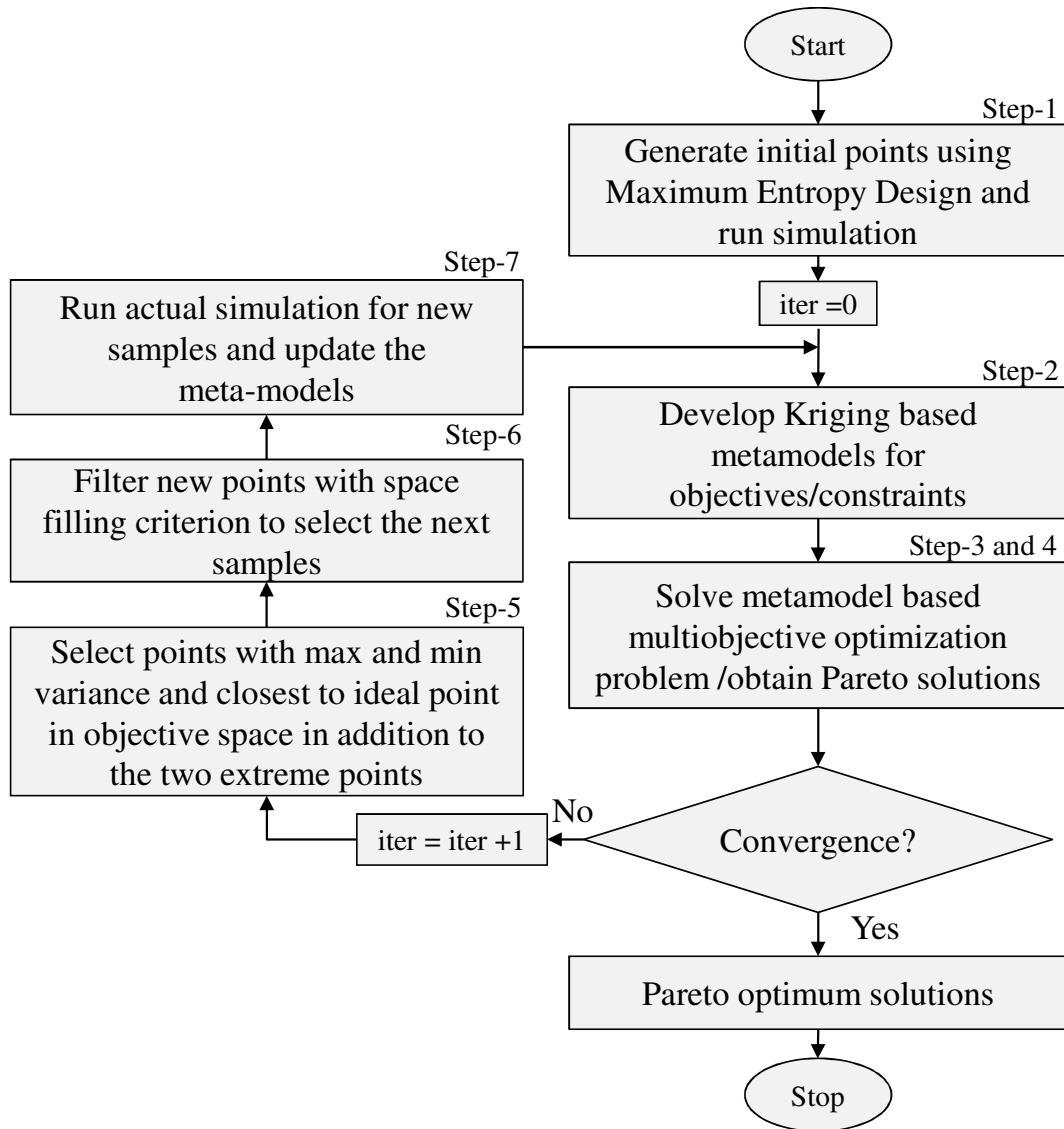 Start
Step-1
Generate initial points using
Maximum Entropy Design and
run simulation
iter =0
Step-2
Develop Kriging based
metamodels for
objectives/constraints
Step-3 and 4
Solve metamodel based
multiobjective optimization
problem /obtain Pareto solutions
Convergence?
No
iter = iter +1
Step-5
Select points with max and min
variance and closest to ideal point
in objective space in addition to
the two extreme points
Step-6
Filter new points with space
filling criterion to select the next
samples
Step-7
Run actual simulation for new
samples and update the
meta-models
Yes
Pareto optimum solutions
Stop